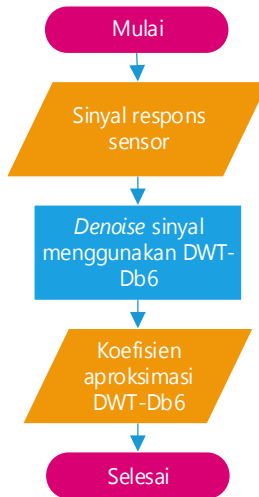 Mulai
Sinyal respons
sensor
Denoise sinyal
menggunakan DWT-
Db6
Koefisien
aproksimasi
DWT-Db6
Selesai